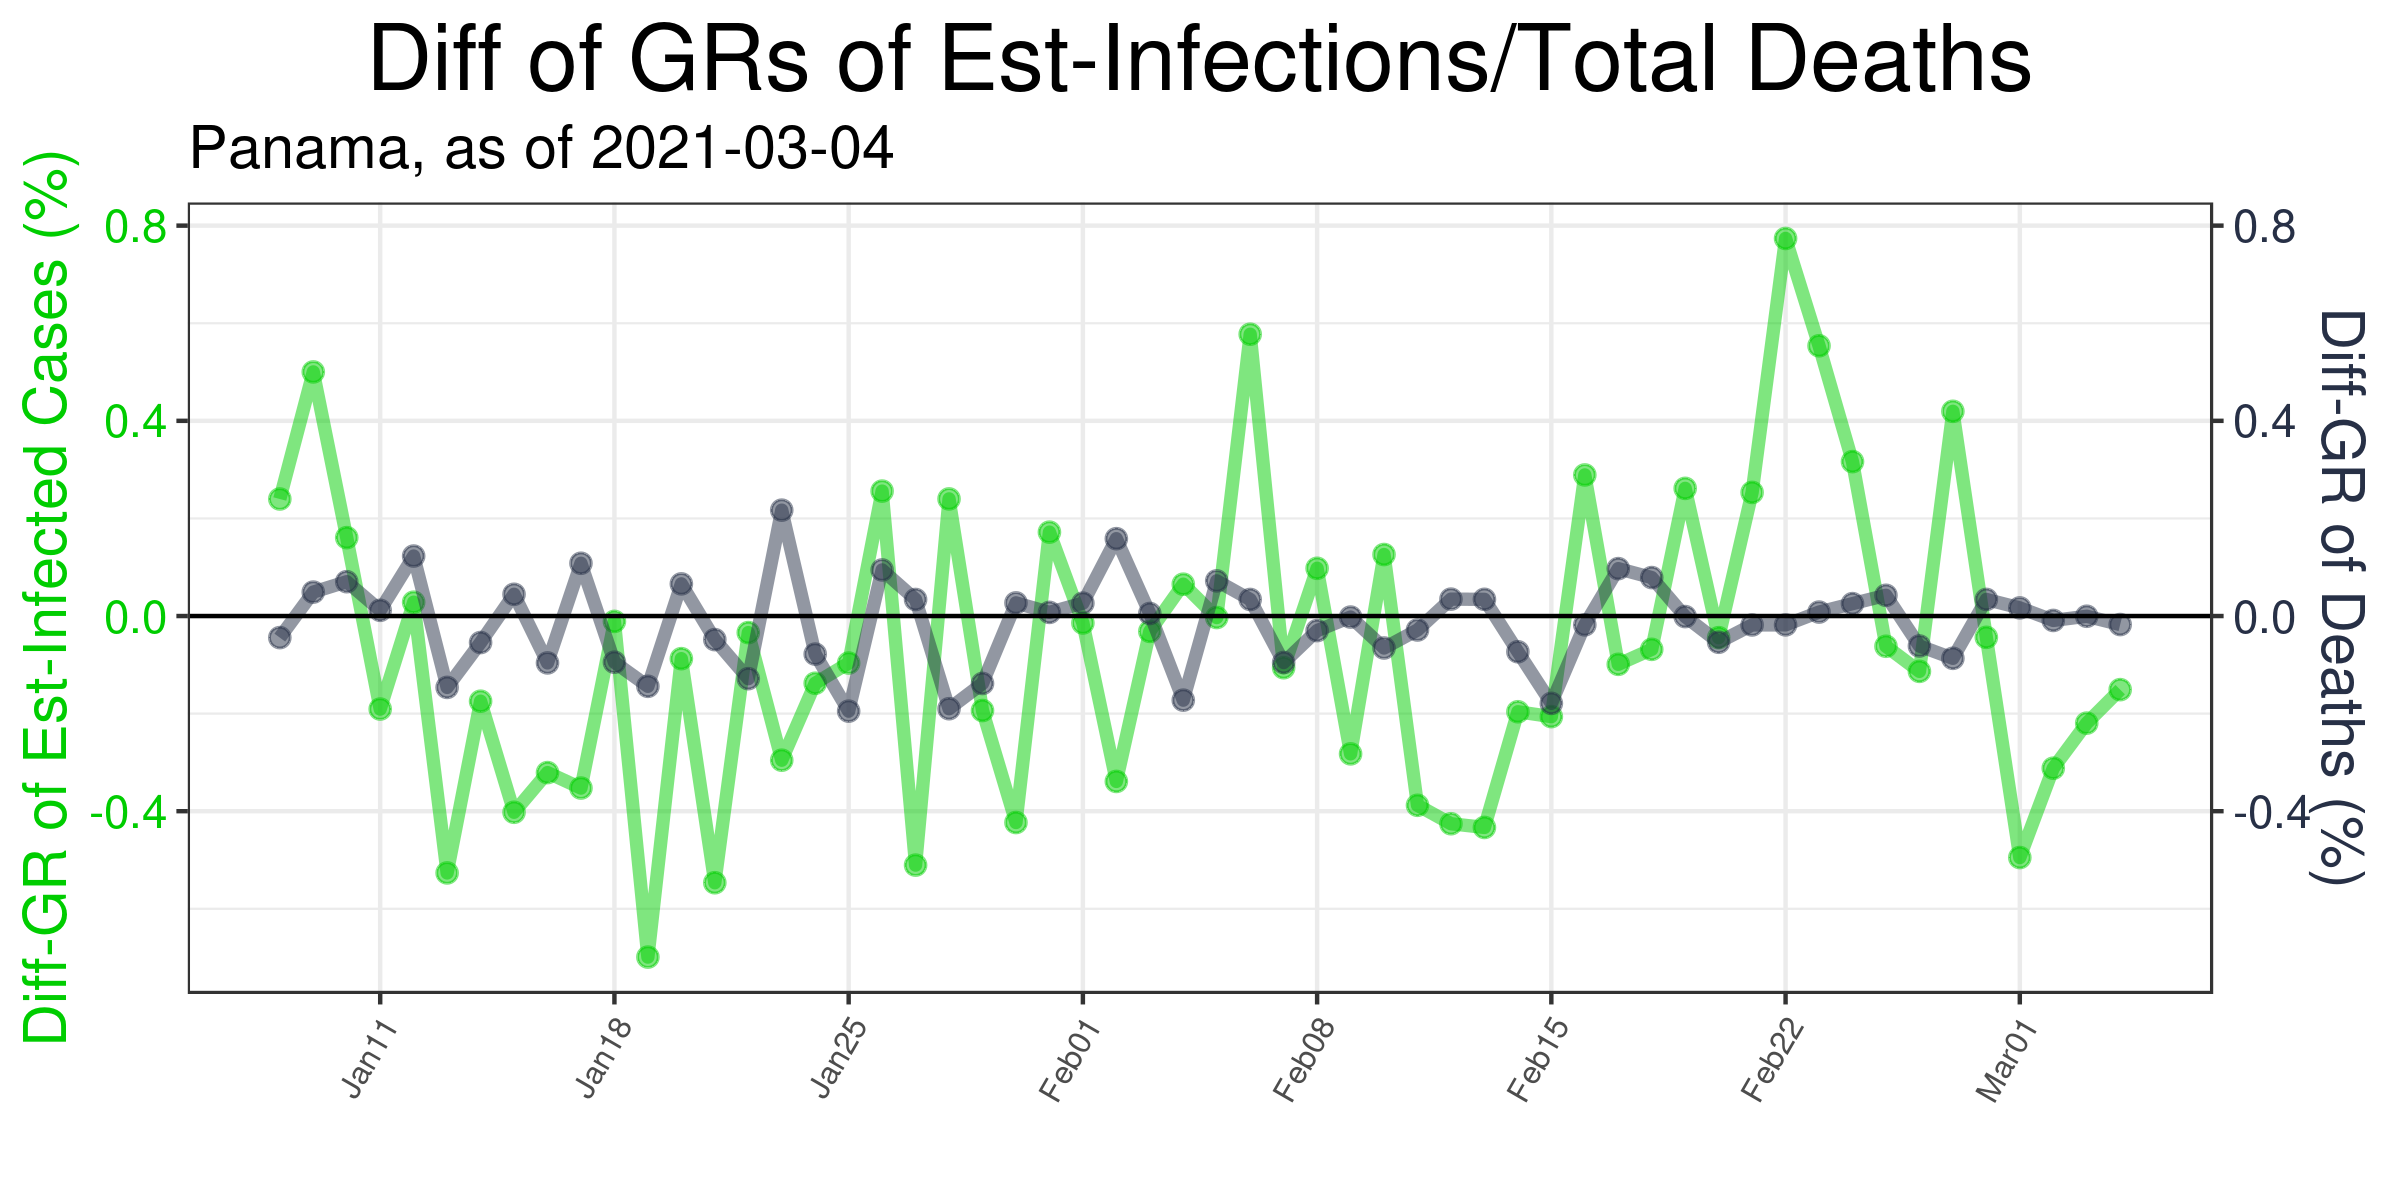 Diff of GRs of Est-Infections/Total Deaths
Panama, as of 2021-03-04
Diff-GR of Est-Infected Cases (%)
0.8
0.4
0.0
-0.4
0.8
0.4
0.0
-0.4
Diff-GR of Deaths (%)
Jan11
Jan18
Jan25
Feb01
Feb08
Feb15
Feb22
Mar01